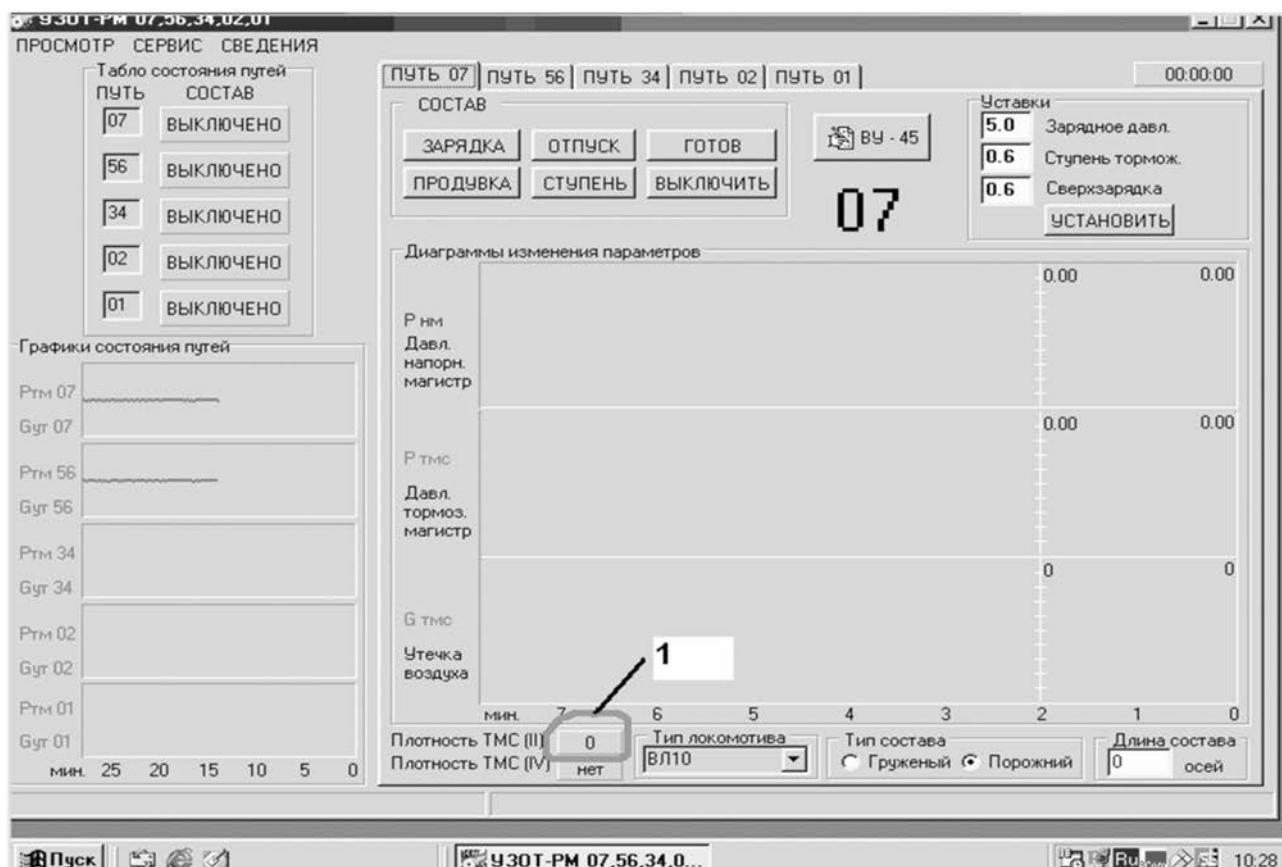 УЗОТ-РМ 07,56,34,02,01
ПРОСМОТР СЕРВИС СВЕДЕНИЯ
Табло состояния путей
ПУТЬ СОСТАВ
07 ВЫКЛЮЧЕНО
56 ВЫКЛЮЧЕНО
34 ВЫКЛЮЧЕНО
02 ВЫКЛЮЧЕНО
01 ВЫКЛЮЧЕНО
Графики состояния путей
Ртм 07
Gут 07
Ртм 56
Gут 56
Ртм 34
Gут 34
Ртм 02
Gут 02
Ртм 01
Gут 01
мин. 25 20 15 10 5 0
ПУТЬ 07 ПУТЬ 56 ПУТЬ 34 ПУТЬ 02 ПУТЬ 01 00:00:00
СОСТАВ
ЗАРЯДКА ОТПУСК ГОТОВ
ПРОДУВКА СТУПЕНЬ ВЫКЛЮЧИТЬ
ВУ - 45
07
Уставки
5.0 Зарядное давл.
0.6 Ступень тормож.
0.6 Сверхзарядка
УСТАНОВИТЬ
Диаграммы изменения параметров
0.00 0.00
Р нм
Давл.
напорн.
магистр
0.00 0.00
Р тмс
Давл.
тормоз.
магистр
0 0
G тмс
Утечка
воздуха
1
мин. 7 6 5 4 3 2 1 0
Плотность ТМС (II) 0
Плотность ТМС (IV) нет
Тип локомотива
ВЛ10
Тип состава
Груженый Порожний
Длина состава
0 осей
Пуск УЗОТ-РМ 07,56,34,0... Ru 10:28